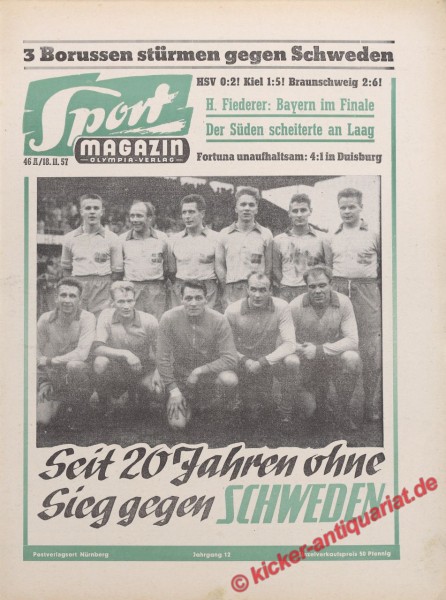 3 Borussen stürmen gegen Schweden
HSV 0:2! Kiel 1:5! Braunschweig 2:6!
H. Fiederer: Bayern im Finale
Der Süden scheiterte an Laag
Fortuna unaufhaltsam: 4:1 in Duisburg
Sport
MAGAZIN
OLYMPIA-VERLAG
46 A/18. 11. 57
Seit 20 Jahren ohne
Sieg gegen SCHWEDEN
Postverlagsort Nürnberg
Jahrgang 12
Einzelverkaufspreis 50 Pfennig
© kicker-antiquariat.de